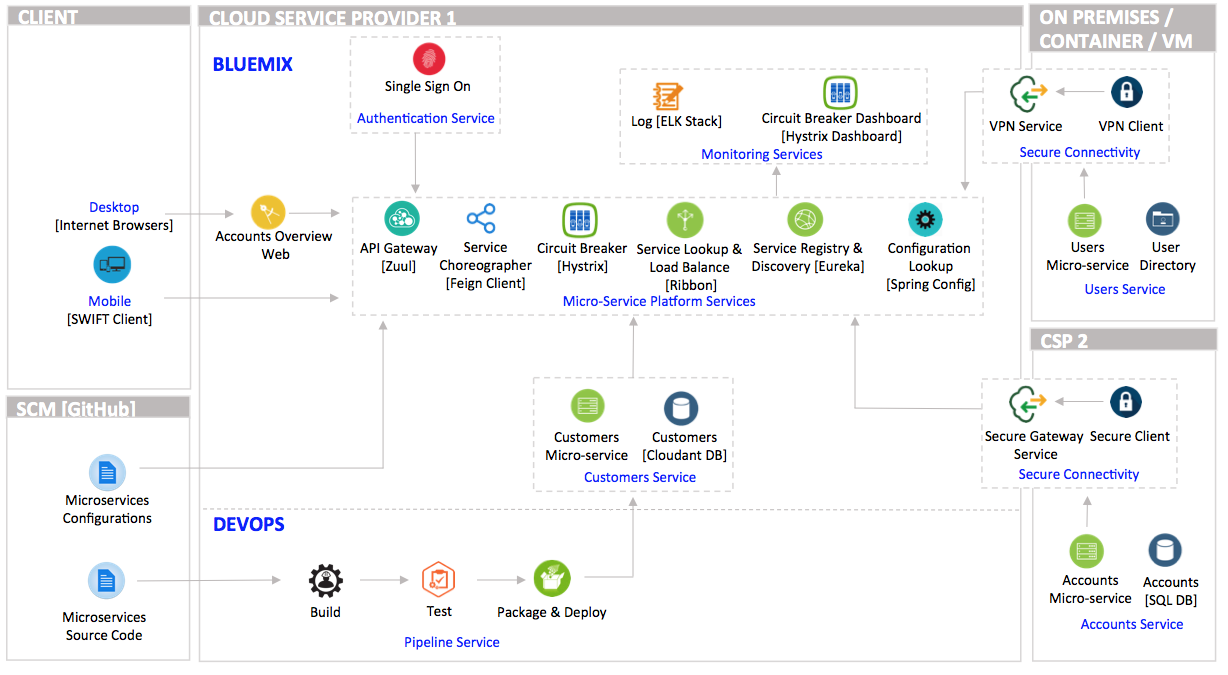 CLIENT
Desktop
[Internet Browsers]
Mobile
[SWIFT Client]
SCM [GitHub]
Microservices
Configurations
Microservices
Source Code
CLOUD SERVICE PROVIDER 1
BLUEMIX
Single Sign On
Authentication Service
Log [ELK Stack]
Circuit Breaker Dashboard
[Hystrix Dashboard]
Monitoring Services
Accounts Overview
Web
API Gateway
[Zuul]
Service
Choreographer
[Feign Client]
Circuit Breaker
[Hystrix]
Service Lookup &
Load Balance
[Ribbon]
Service Registry &
Discovery [Eureka]
Configuration
Lookup
[Spring Config]
Micro-Service Platform Services
Customers
Micro-service
Customers
[Cloudant DB]
Customers Service
DEVOPS
Build
Test
Package & Deploy
Pipeline Service
ON PREMISES /
CONTAINER / VM
VPN Service
VPN Client
Secure Connectivity
Users
Micro-service
User
Directory
Users Service
CSP 2
Secure Gateway
Service
Secure Client
Secure Connectivity
Accounts
Micro-service
Accounts
[SQL DB]
Accounts Service